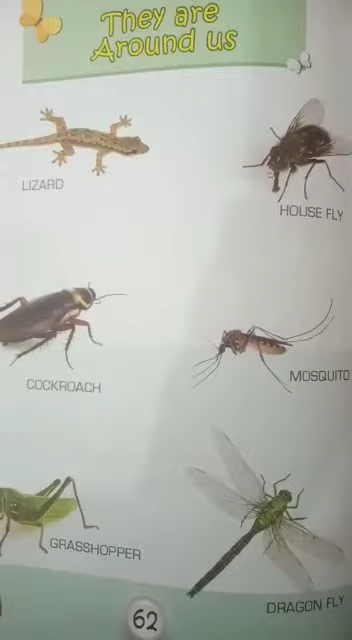 They are
Around us
LIZARD
HOUSE FLY
COCKROACH
MOSQUITO
GRASSHOPPER
DRAGON FLY
62